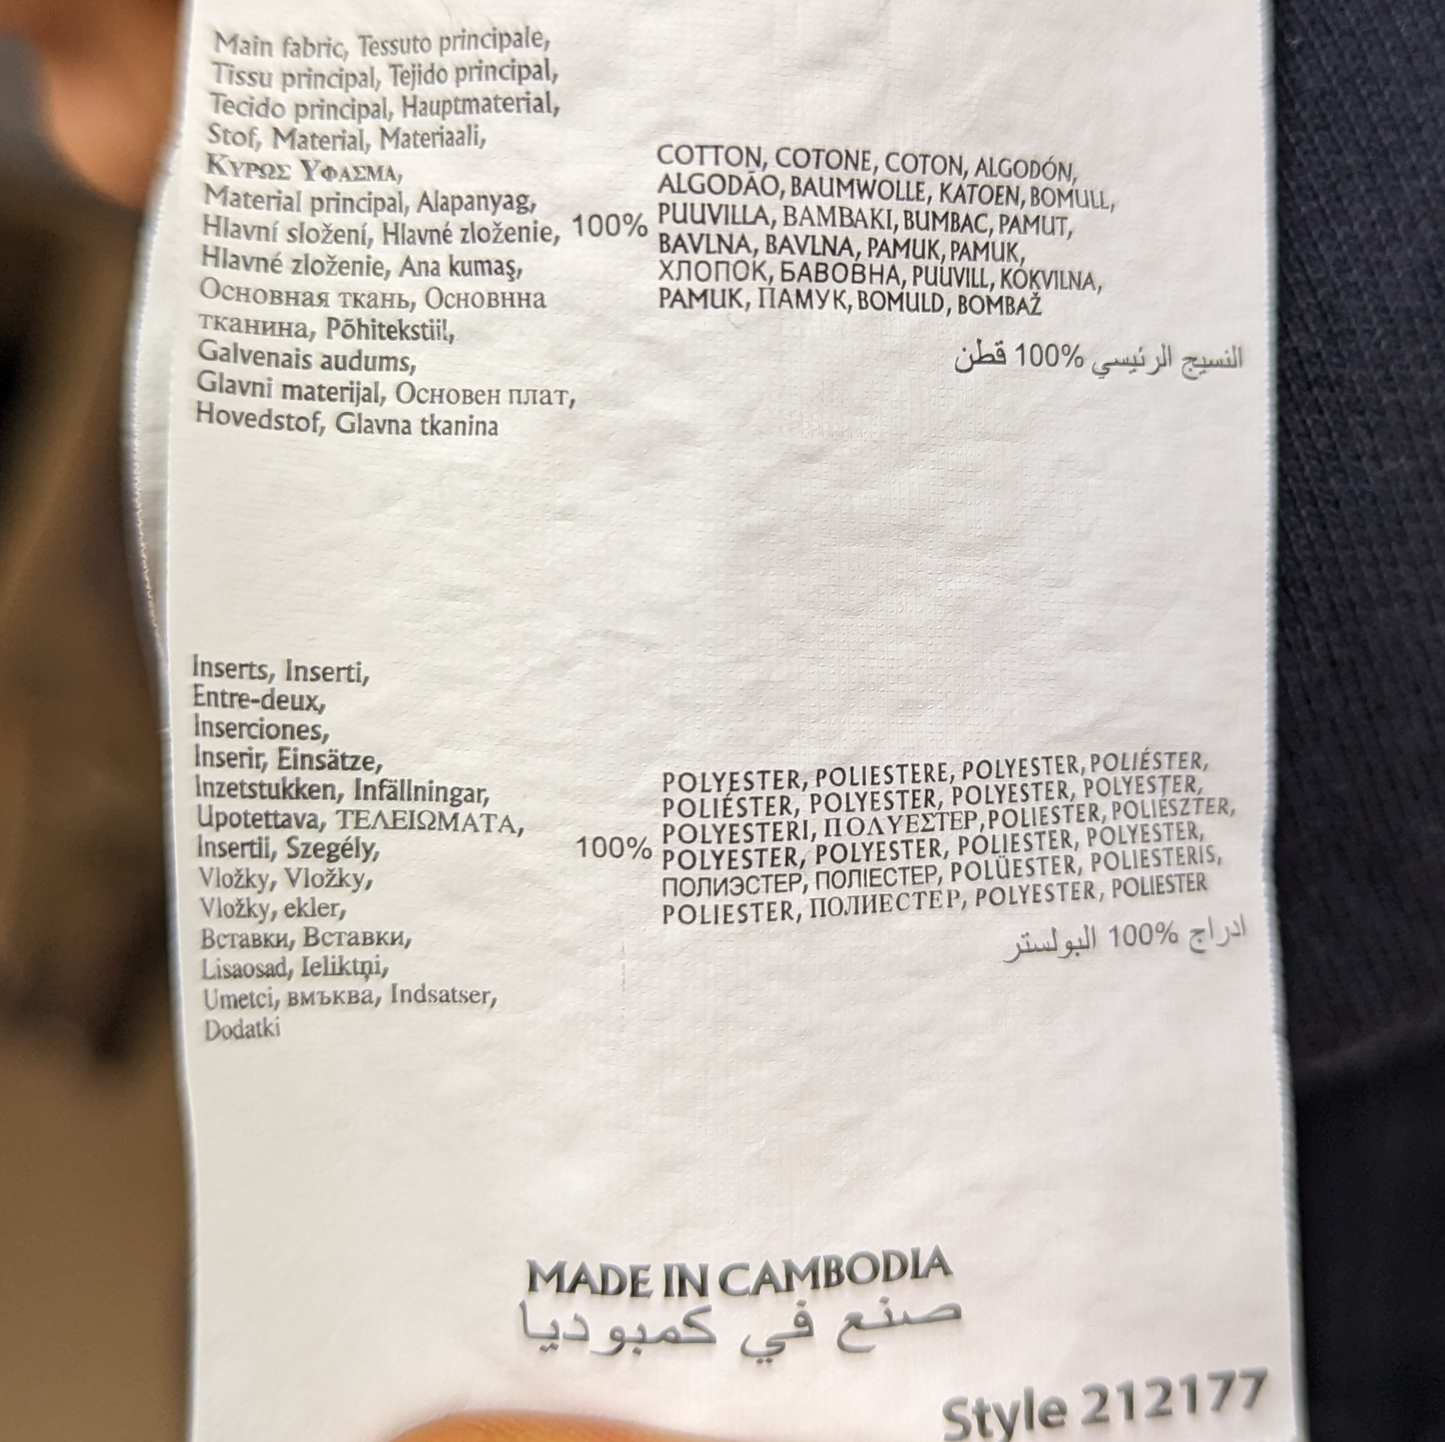 Main fabric, Tessuto principale,
Tissu principal, Tejido principal,
Tecido principal, Hauptmaterial,
Stof, Material, Materiaali,
Κυρως Υφασμα,
Material principal, Alapanyag,
Hlavní složení, Hlavné zloženie,
Hlavné zloženie, Ana kumaş,
Основная ткань, Основнна
тканина, Põhitekstiil,
Galvenais audums,
Glavni materijal, Основен плат,
Hovedstof, Glavna tkanina
100%
COTTON, COTONE, COTON, ALGODÓN,
ALGODÃO, BAUMWOLLE, KATOEN, BOMULL,
PUUVILLA, BAMBAKI, BUMBAC, PAMUT,
BAVLNA, BAVLNA, PAMUK, PAMUK,
ХЛОПОК, БАВОВНА, PUUVILL, KOKVILNA,
PAMUK, ПАМУК, BOMULD, BOMBAŽ
النسيج الرئيسي 100% قطن
Inserts, Inserti,
Entre-deux,
Inserciones,
Inserir, Einsätze,
Inzetstukken, Infällningar,
Upotettava, ΤΕΛΕΙΩΜΑΤΑ,
Insertii, Szegély,
Vložky, Vložky,
Vložky, ekler,
Вставки, Вставки,
Lisaosad, Ieliktņi,
Umetci, вмъква, Indsatser,
Dodatki
100%
POLYESTER, POLIESTERE, POLYESTER, POLIÉSTER,
POLIÉSTER, POLYESTER, POLYESTER, POLYESTER,
POLYESTERI, ΠΟΛΥΕΣΤΕΡ, POLIESTER, POLIÉSZTER,
POLYESTER, POLYESTER, POLIESTER, POLYESTER,
ПОЛИЭСТЕР, ПОЛІЕСТЕР, POLÜESTER, POLIESTERIS,
POLIESTER, ПОЛИЕСТЕР, POLYESTER, POLIESTER
ادراج 100% البولستر
MADE IN CAMBODIA
صنع في كمبوديا
Style 212177